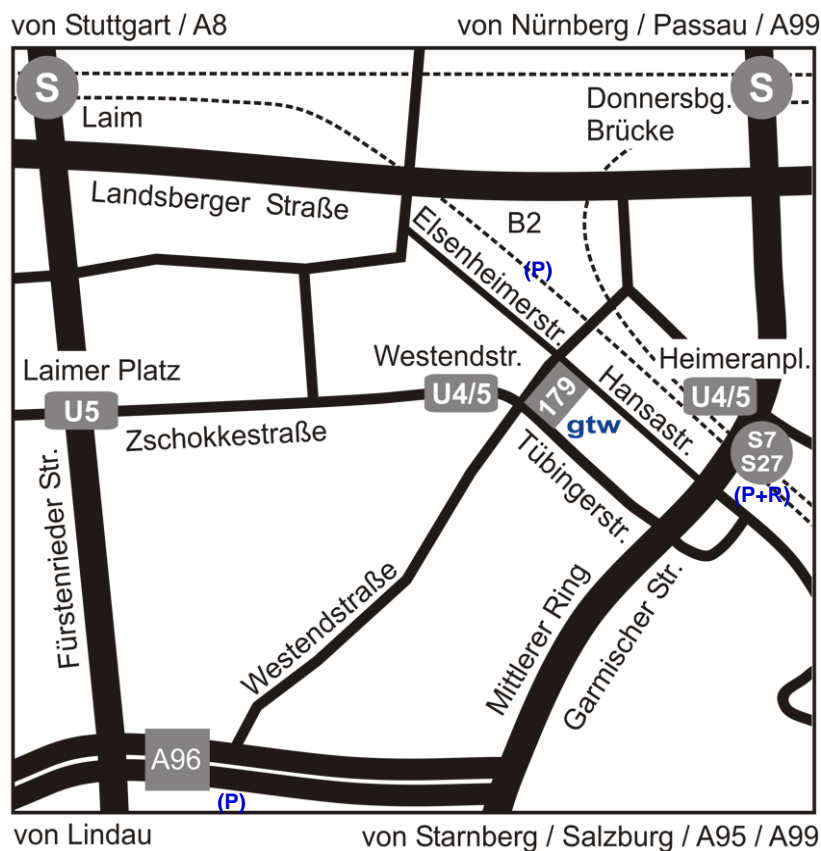 von Stuttgart / A8
von Nürnberg / Passau / A99
S
S
Laim
Donnersbg.
Brücke
Landsberger Straße
B2
Elsenheimerstr.
(P)
Laimer Platz
U5
Westendstr.
U4/5
Heimeranpl.
U4/5
179
gtw
Hansastr.
Zschokkestraße
Tübingerstr.
S7
S27
(P+R)
Fürstenrieder Str.
Westendstraße
Mittlerer Ring
Garmischer Str.
A96
(P)
von Lindau
von Starnberg / Salzburg / A95 / A99